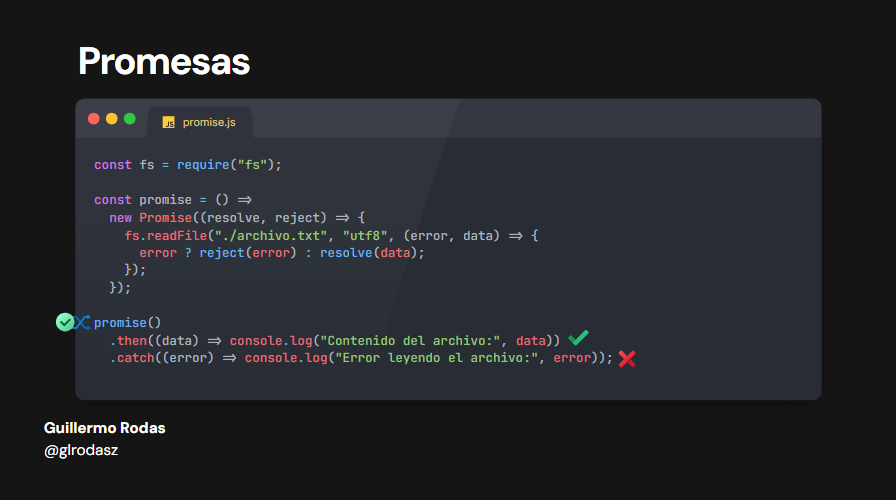 Promesas
JS promise.js
const fs = require("fs");
const promise = () =>
new Promise((resolve, reject) => {
fs.readFile("./archivo.txt", "utf8", (error, data) => {
error ? reject(error) : resolve(data);
});
});
promise()
.then((data) => console.log("Contenido del archivo:", data))
.catch((error) => console.log("Error leyendo el archivo:", error));
Guillermo Rodas
@glrodasz